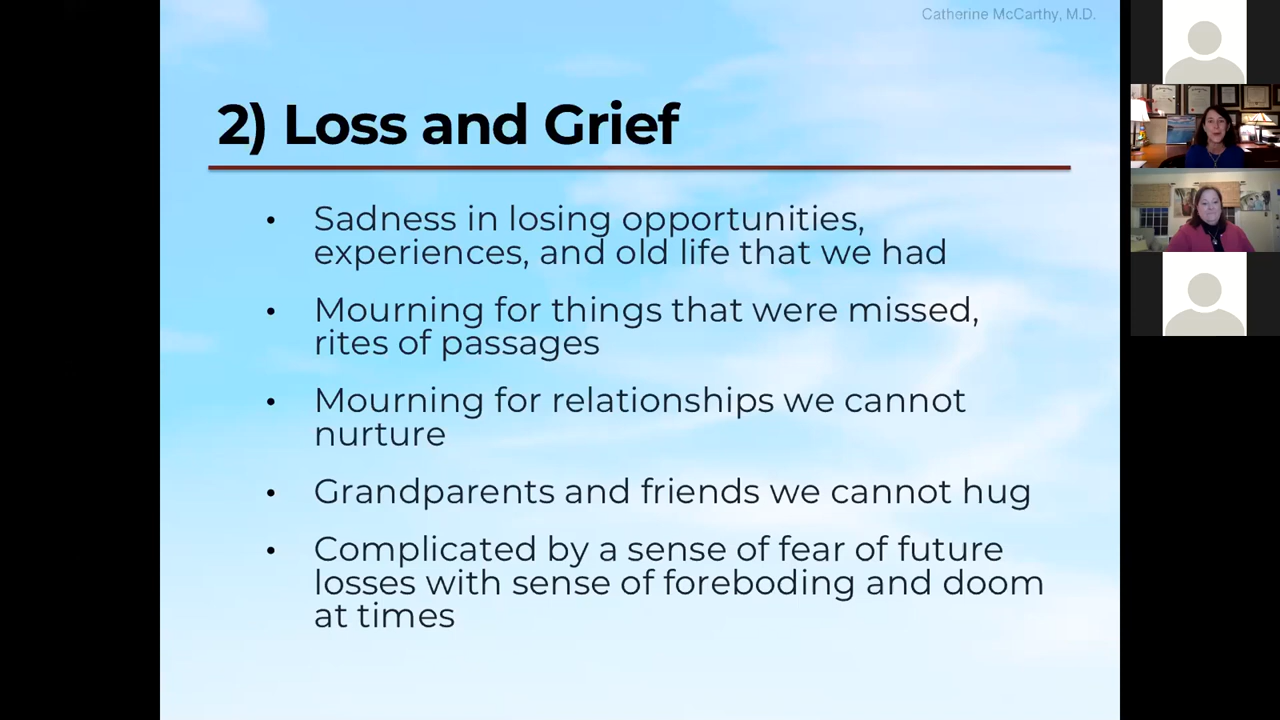 Catherine McCarthy, M.D.
2) Loss and Grief
• Sadness in losing opportunities,
experiences, and old life that we had
• Mourning for things that were missed,
rites of passages
• Mourning for relationships we cannot
nurture
• Grandparents and friends we cannot hug
• Complicated by a sense of fear of future
losses with sense of foreboding and doom
at times